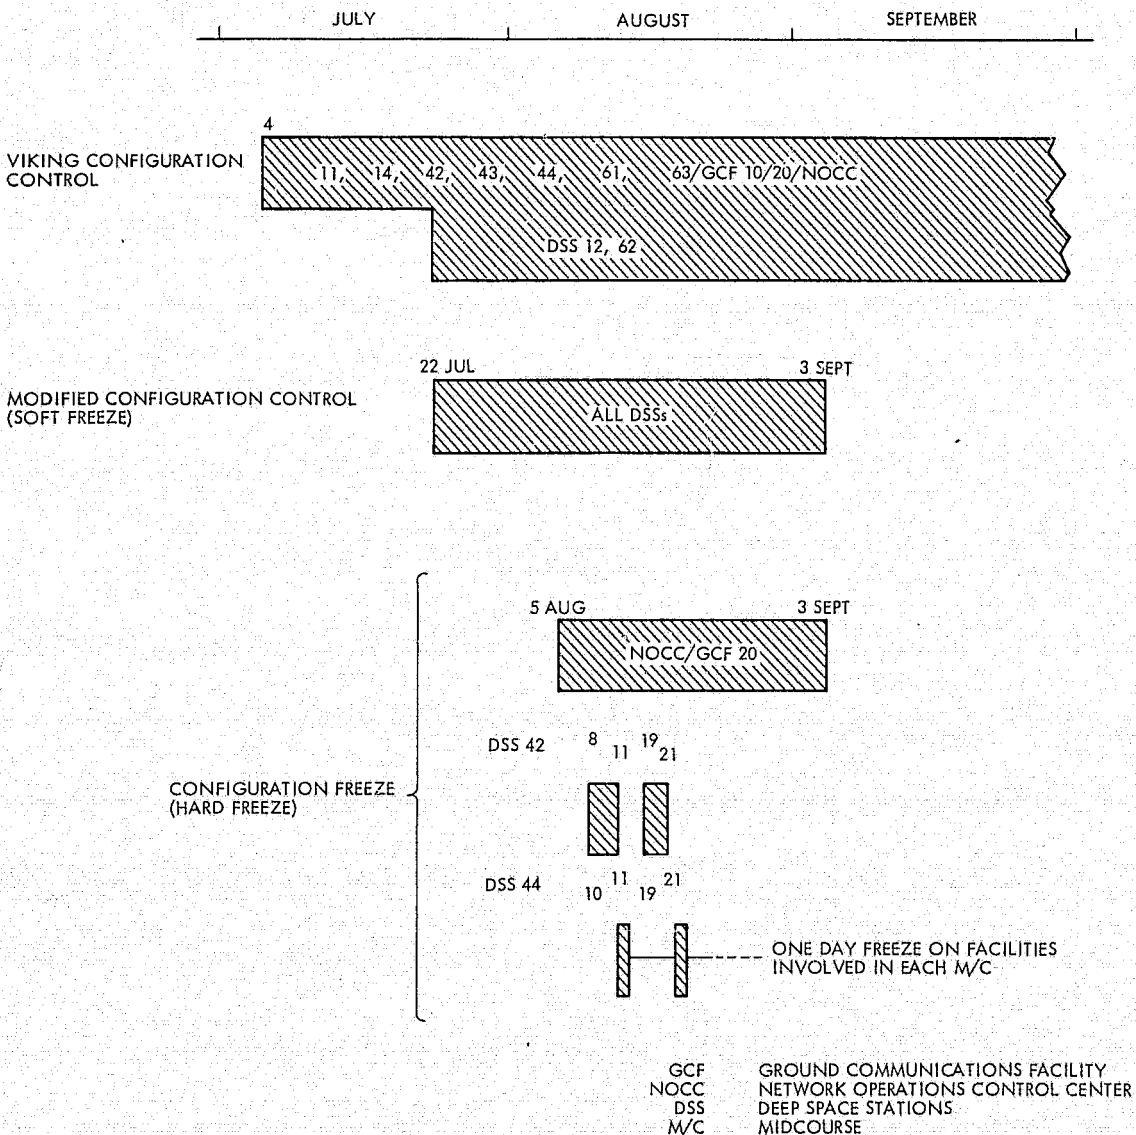 JULY AUGUST SEPTEMBER
4
VIKING CONFIGURATION
CONTROL
11, 14, 42, 43, 44, 61, 63/GCF 10/20/NOCC
DSS 12, 62
22 JUL 3 SEPT
MODIFIED CONFIGURATION CONTROL
(SOFT FREEZE)
ALL DSSs
5 AUG 3 SEPT
NOCC/GCF 20
DSS 42 8 11 19 21
CONFIGURATION FREEZE
(HARD FREEZE)
DSS 44 10 11 19 21
ONE DAY FREEZE ON FACILITIES
INVOLVED IN EACH M/C
GCF GROUND COMMUNICATIONS FACILITY
NOCC NETWORK OPERATIONS CONTROL CENTER
DSS DEEP SPACE STATIONS
M/C MIDCOURSE